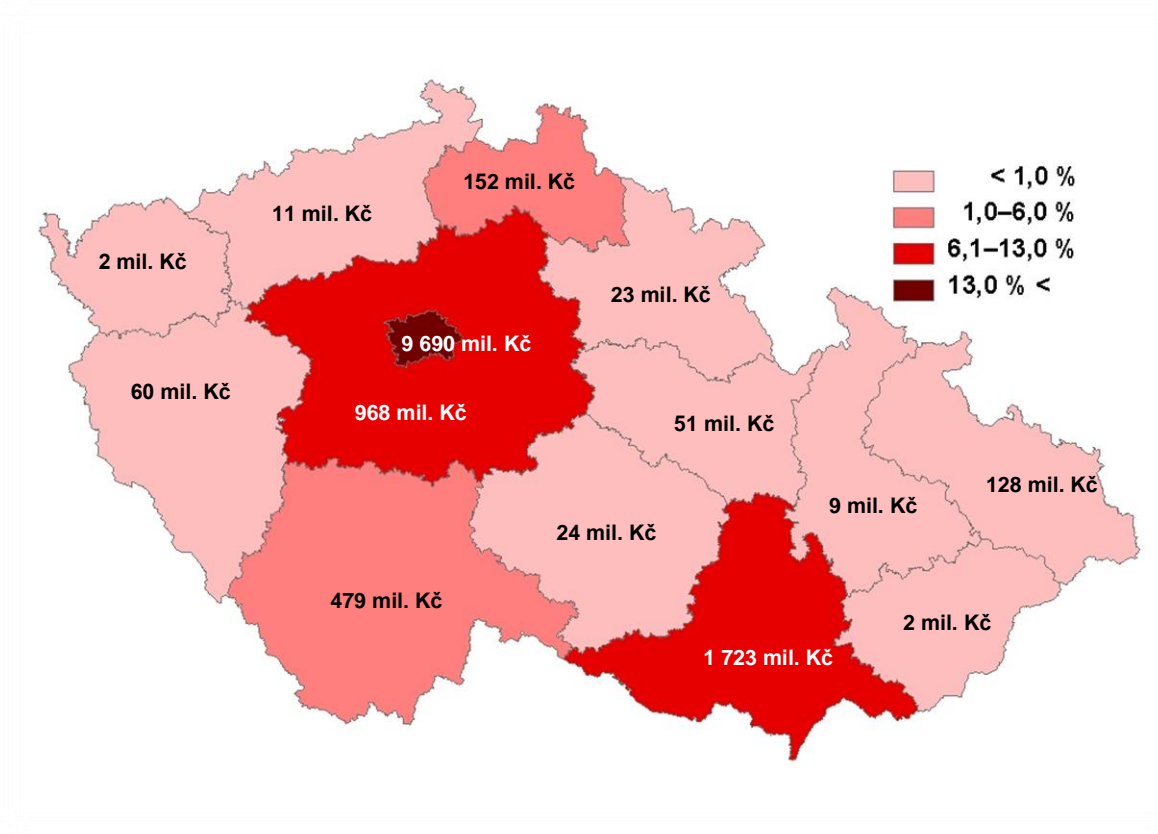 152 mil. Kč
11 mil. Kč
2 mil. Kč
23 mil. Kč
9 690 mil. Kč
60 mil. Kč
968 mil. Kč
51 mil. Kč
128 mil. Kč
9 mil. Kč
24 mil. Kč
479 mil. Kč
2 mil. Kč
1 723 mil. Kč
< 1,0 %
1,0–6,0 %
6,1–13,0 %
13,0 % <